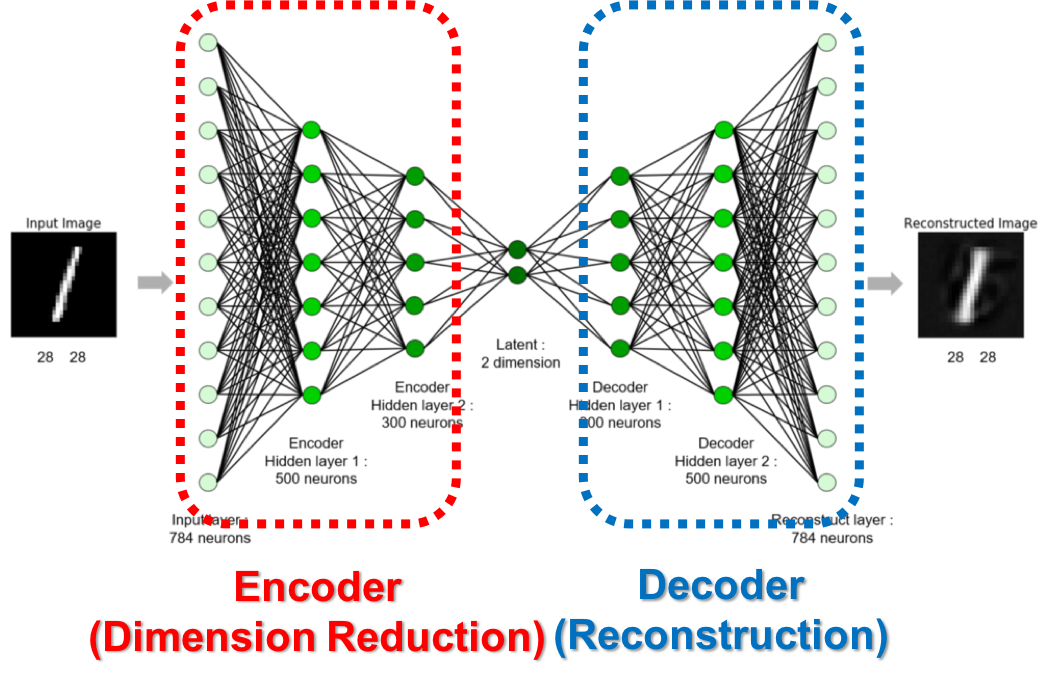 Input Image
28 28
Input layer :
784 neurons
Encoder
Hidden layer 1 :
500 neurons
Encoder
Hidden layer 2 :
300 neurons
Latent :
2 dimension
Decoder
Hidden layer 1 :
300 neurons
Decoder
Hidden layer 2 :
500 neurons
Reconstruct layer :
784 neurons
Reconstructed Image
28 28
Encoder
(Dimension Reduction)
Decoder
(Reconstruction)